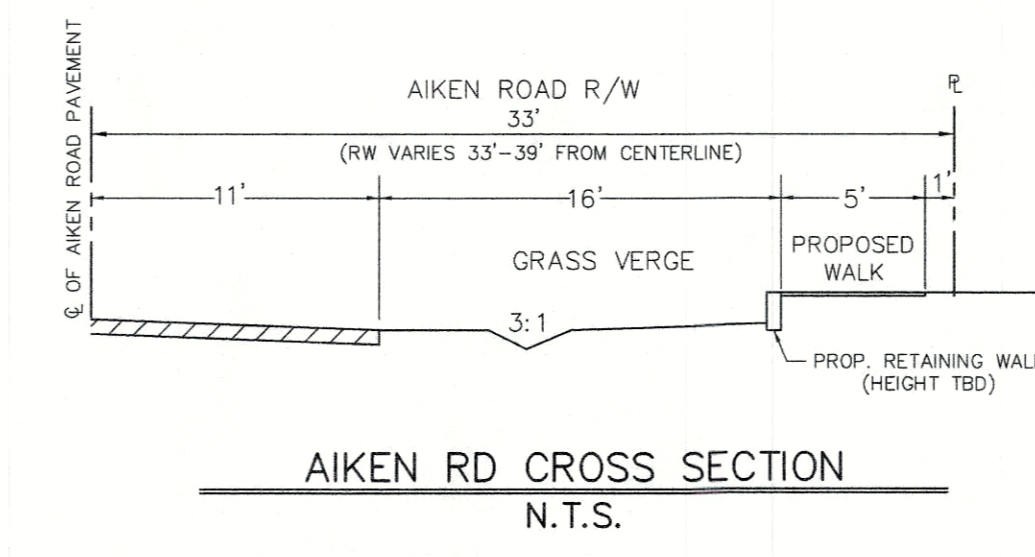 ℄ OF AIKEN ROAD PAVEMENT
AIKEN ROAD R/W
℞
33'
(RW VARIES 33'-39' FROM CENTERLINE)
11'
16'
5'
1'
GRASS VERGE
PROPOSED
WALK
3:1
PROP. RETAINING
(HEIGHT TBD)
AIKEN RD CROSS SECTION
N.T.S.